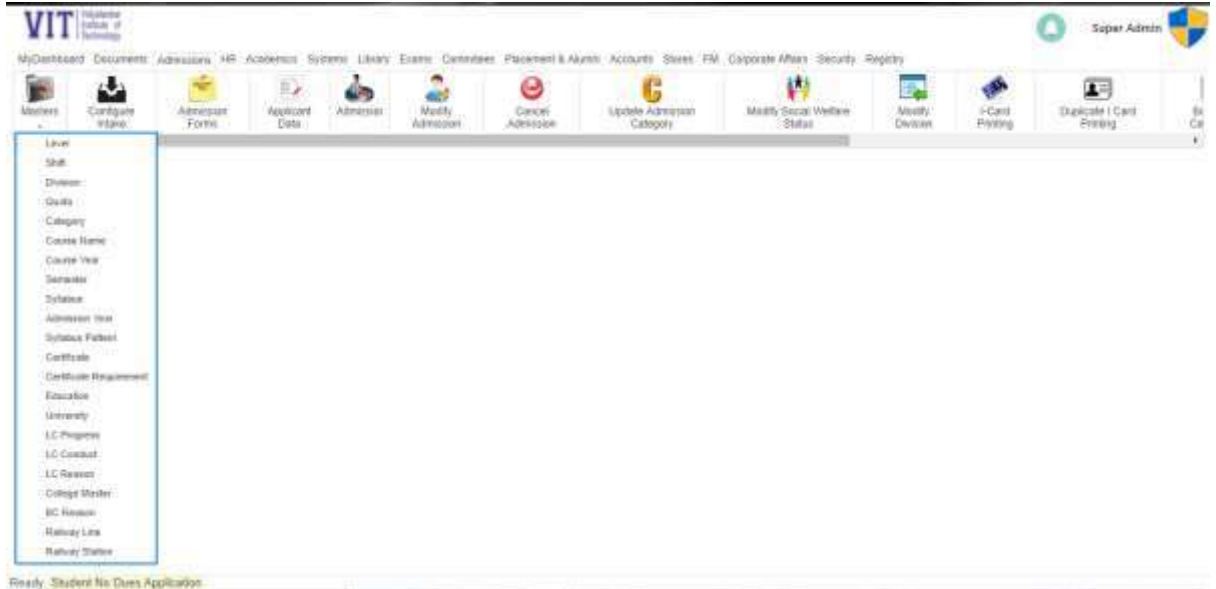 VIT
Vidyalankar
Institute of
Technology
Super Admin
MyDashboard Documents Admissions HR Academics Systems Library Exams Committees Placement & Alumni Accounts Stores FM Corporate Affairs Security Registry
Masters Configure Intake Admission Forms Applicant Data Admission Modify Admission Cancel Admission Update Admission Category Modify Social Welfare Status Modify Division I-Card Printing Duplicate I Card Printing
Level
Shift
Division
Quota
Category
Course Name
Course Year
Semester
Syllabus
Admission Year
Syllabus Pattern
Certificate
Certificate Requirement
Education
University
LC Progress
LC Conduct
LC Reason
College Master
BC Reason
Railway Line
Railway Station
Ready Student No Dues Application